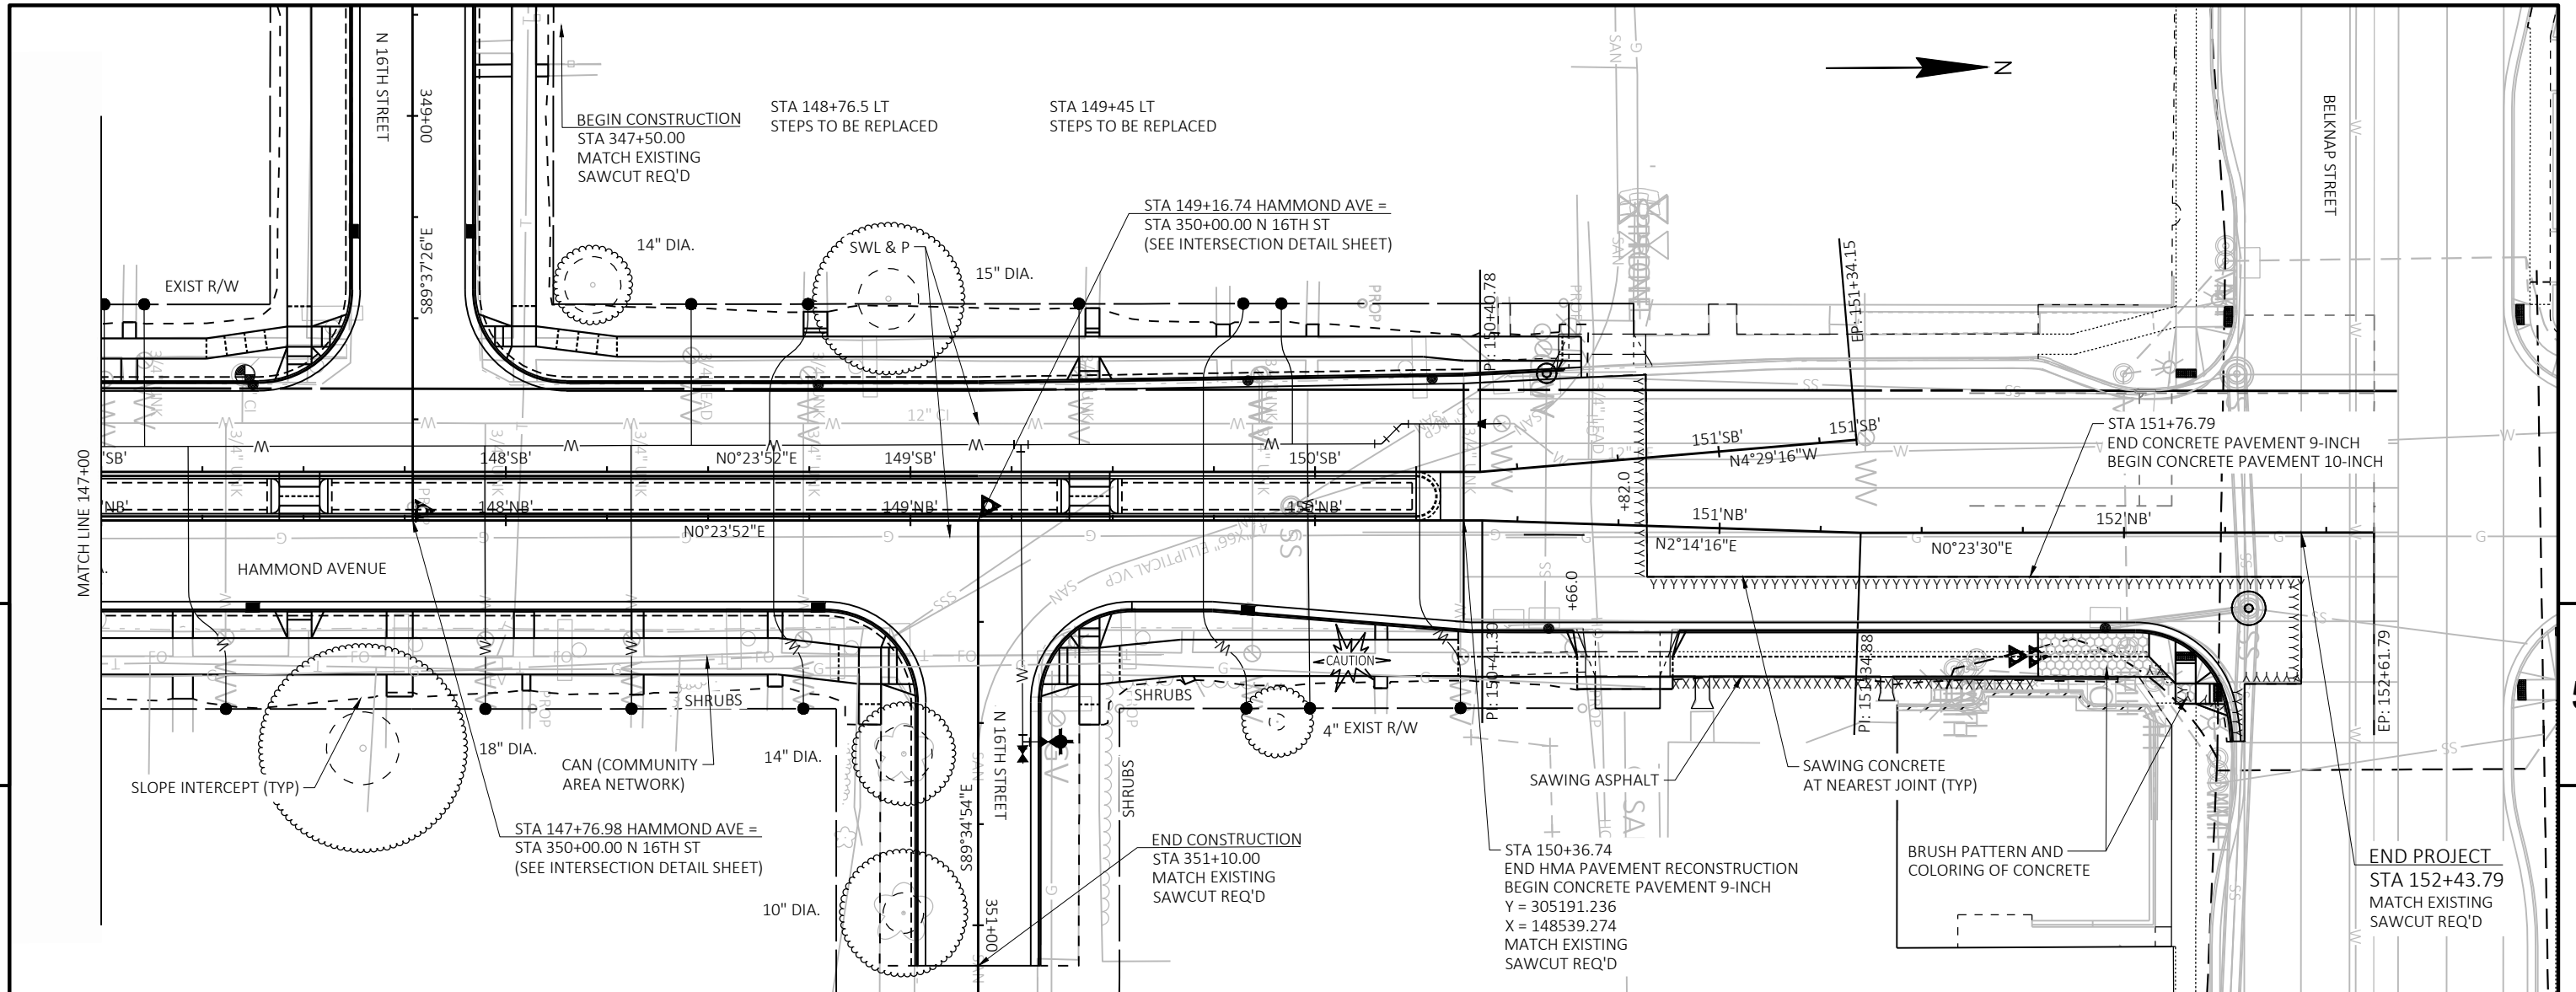 N 16TH STREET
349+00
S89°37'26"E
BEGIN CONSTRUCTION
STA 347+50.00
MATCH EXISTING
SAWCUT REQ'D
STA 148+76.5 LT
STEPS TO BE REPLACED
STA 149+45 LT
STEPS TO BE REPLACED
N
BELKNAP STREET
STA 149+16.74 HAMMOND AVE =
STA 350+00.00 N 16TH ST
(SEE INTERSECTION DETAIL SHEET)
EXIST R/W
14" DIA.
SWL & P
15" DIA.
PI: 150+40.78
EP: 151+34.15
12" CI
MATCH LINE 147+00
'SB'
148'SB'
N0°23'52"E
149'SB'
150'SB'
151'SB'
151'SB'
N4°29'16"W
STA 151+76.79
END CONCRETE PAVEMENT 9-INCH
BEGIN CONCRETE PAVEMENT 10-INCH
+82.0
'NB'
148'NB'
149'NB'
150'NB'
151'NB'
152'NB'
N0°23'52"E
N2°14'16"E
N0°23'30"E
HAMMOND AVENUE
+66.0
CAUTION
SHRUBS
SHRUBS
PI: 150+41.30
PI: 151+34.88
EP: 152+61.79
4" EXIST R/W
SLOPE INTERCEPT (TYP)
18" DIA.
CAN (COMMUNITY
AREA NETWORK)
14" DIA.
N 16TH STREET
S89°34'54"E
SHRUBS
SAWING ASPHALT
SAWING CONCRETE
AT NEAREST JOINT (TYP)
STA 147+76.98 HAMMOND AVE =
STA 350+00.00 N 16TH ST
(SEE INTERSECTION DETAIL SHEET)
10" DIA.
351+00
END CONSTRUCTION
STA 351+10.00
MATCH EXISTING
SAWCUT REQ'D
STA 150+36.74
END HMA PAVEMENT RECONSTRUCTION
BEGIN CONCRETE PAVEMENT 9-INCH
Y = 305191.236
X = 148539.274
MATCH EXISTING
SAWCUT REQ'D
BRUSH PATTERN AND
COLORING OF CONCRETE
END PROJECT
STA 152+43.79
MATCH EXISTING
SAWCUT REQ'D